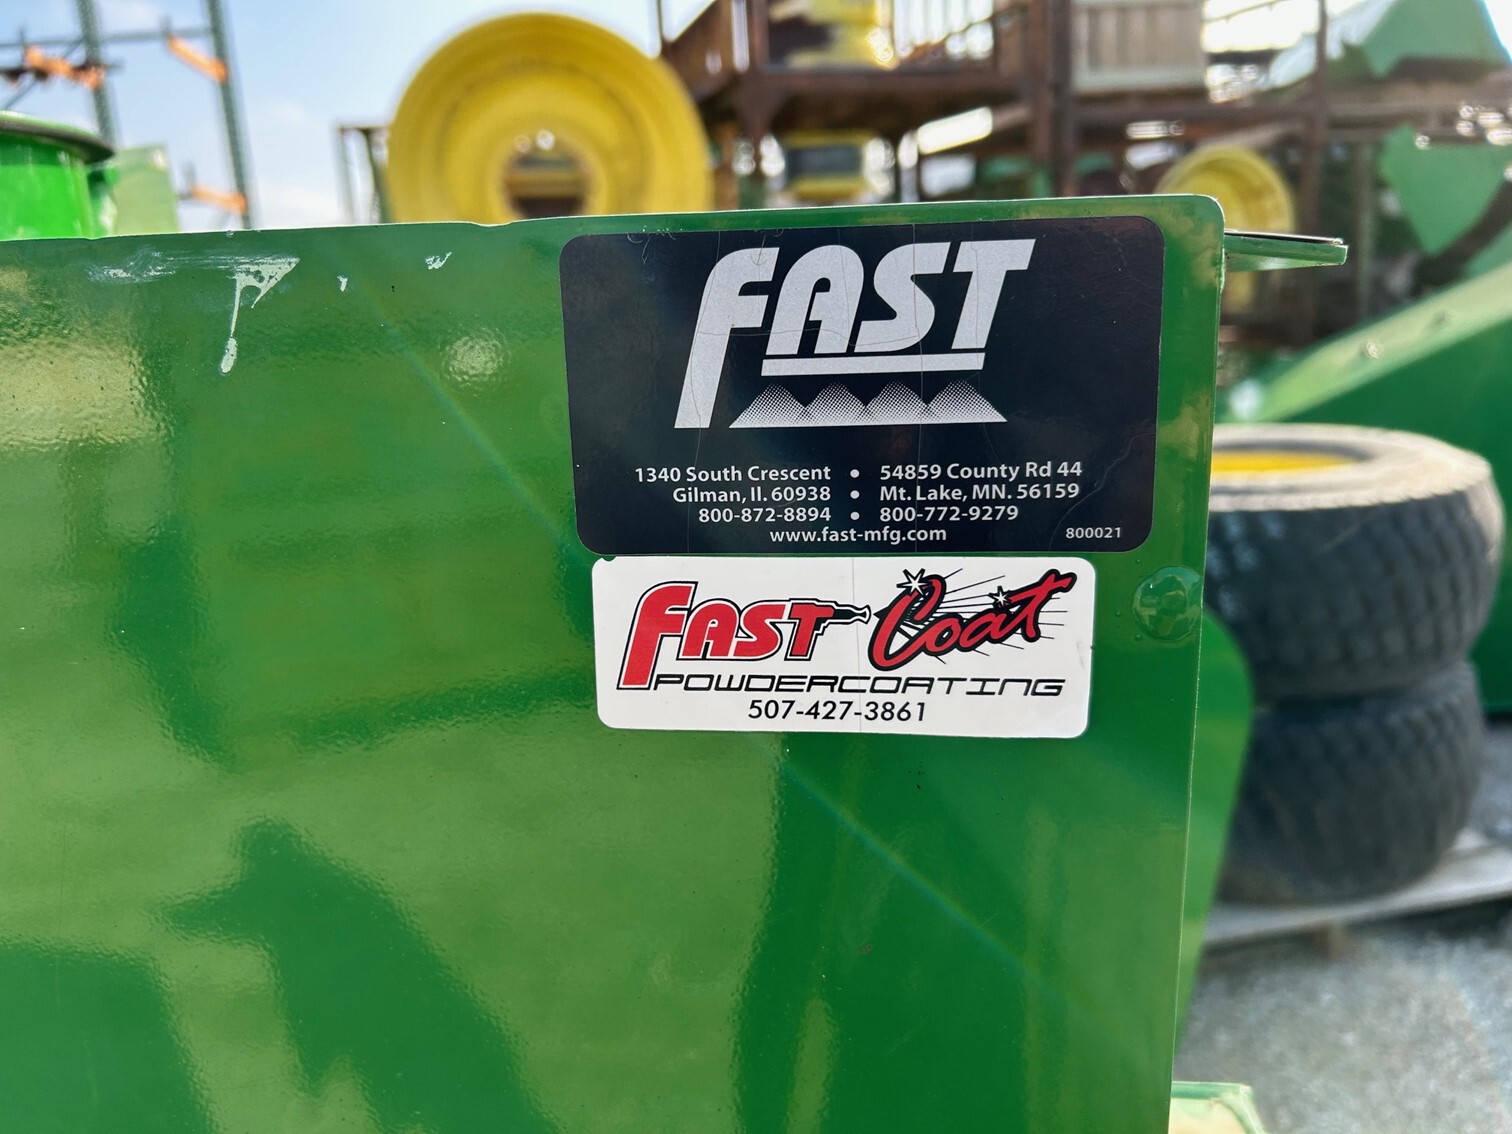 FAST
1340 South Crescent • 54859 County Rd 44
Gilman, Il. 60938 • Mt. Lake, MN. 56159
800-872-8894 • 800-772-9279
www.fast-mfg.com
800021
FAST Coat
POWDERCOATING
507-427-3861